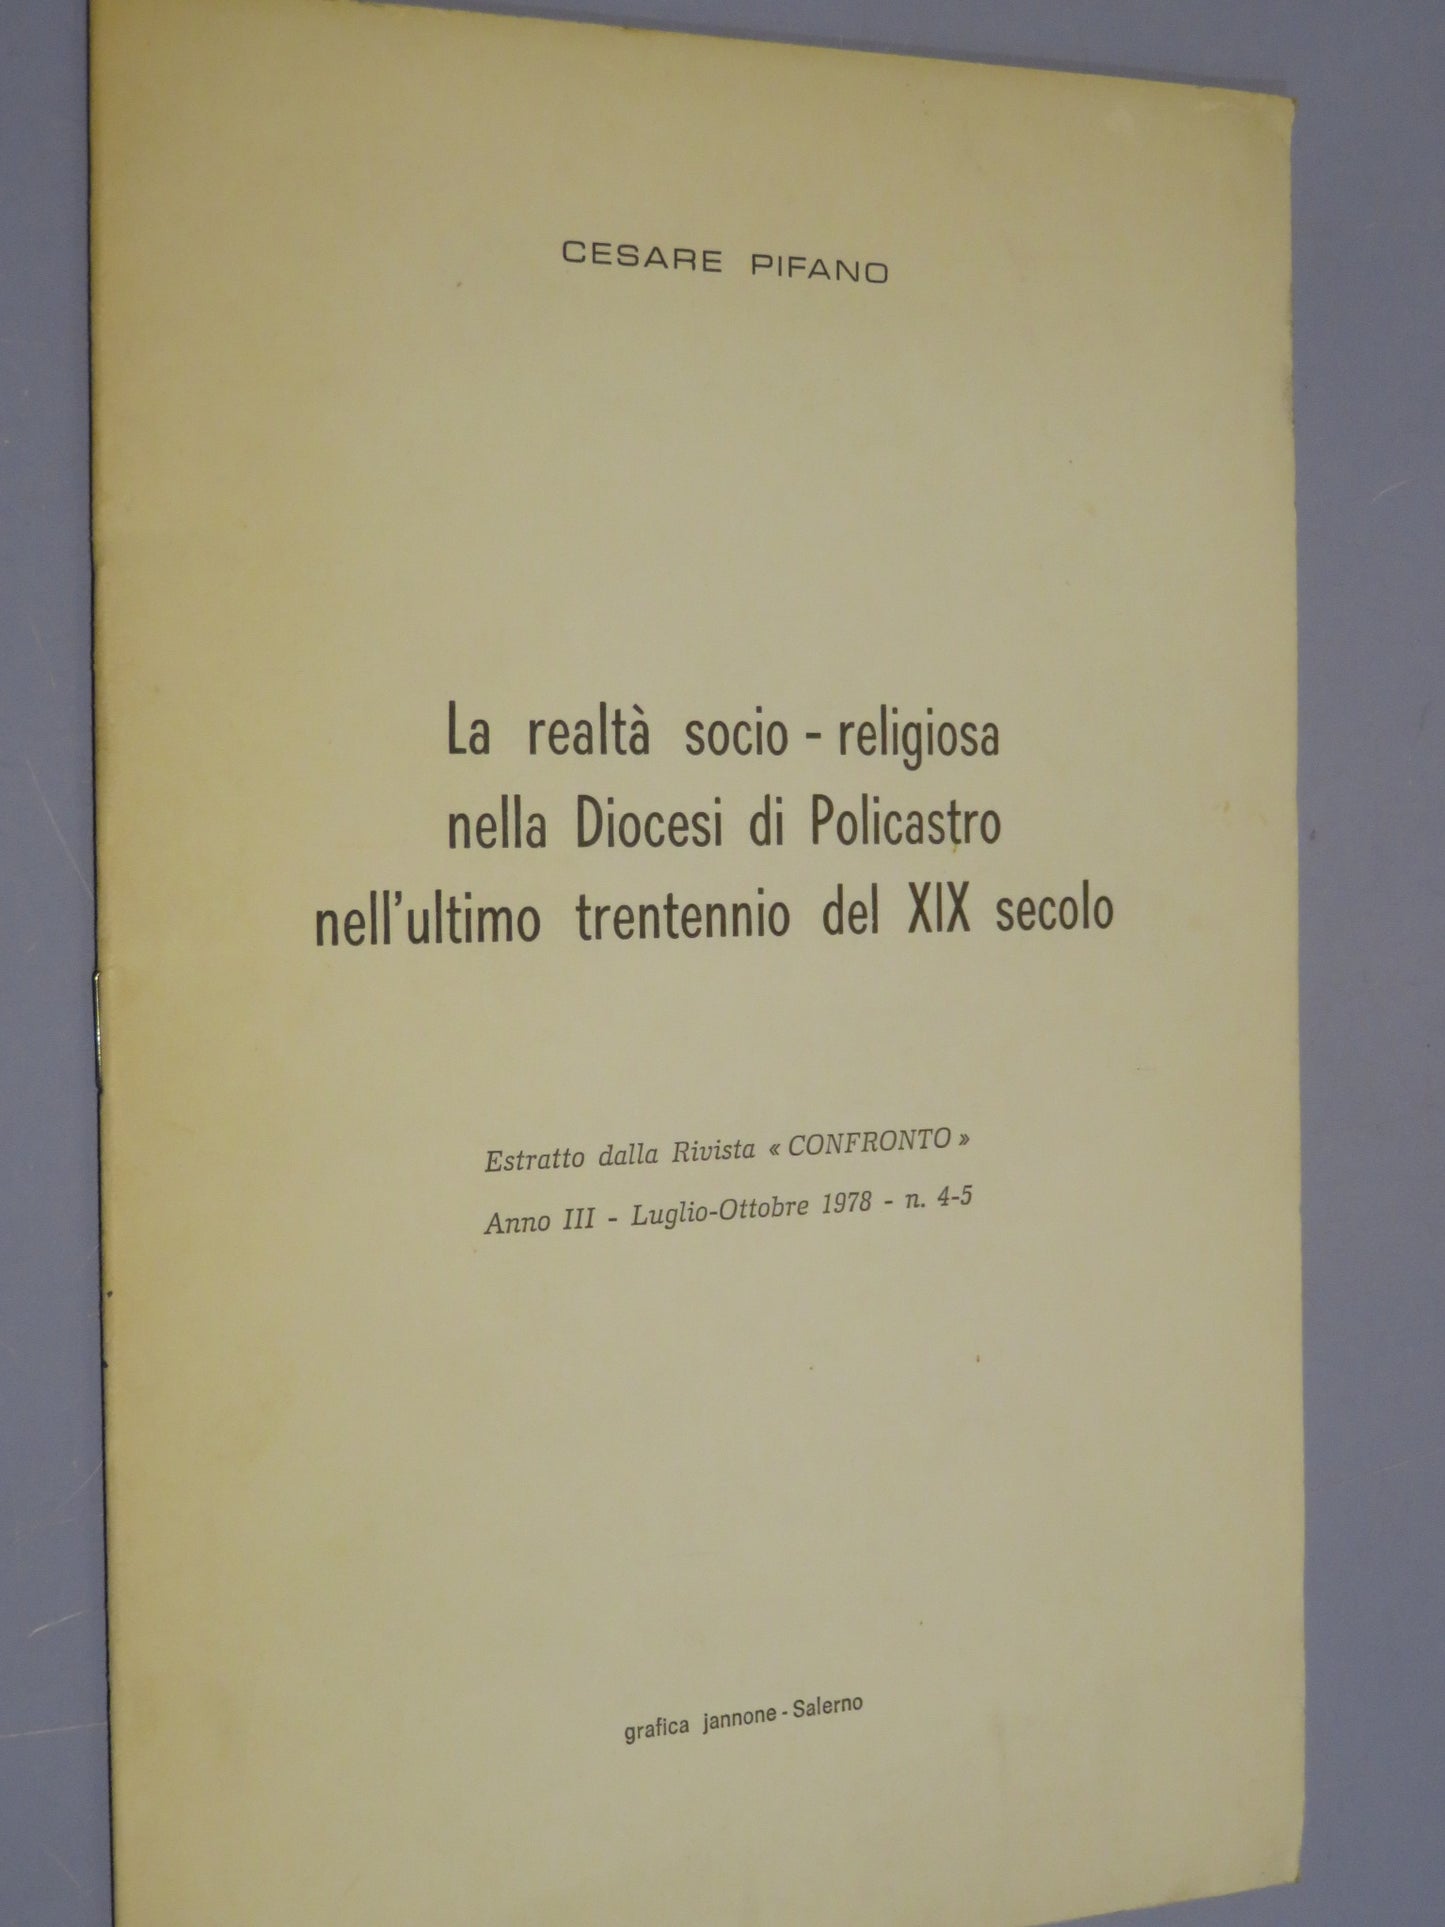 CESARE PIFANO
La realtà socio - religiosa
nella Diocesi di Policastro
nell'ultimo trentennio del XIX secolo
Estratto dalla Rivista « CONFRONTO »
Anno III - Luglio-Ottobre 1978 - n. 4-5
grafica jannone - Salerno